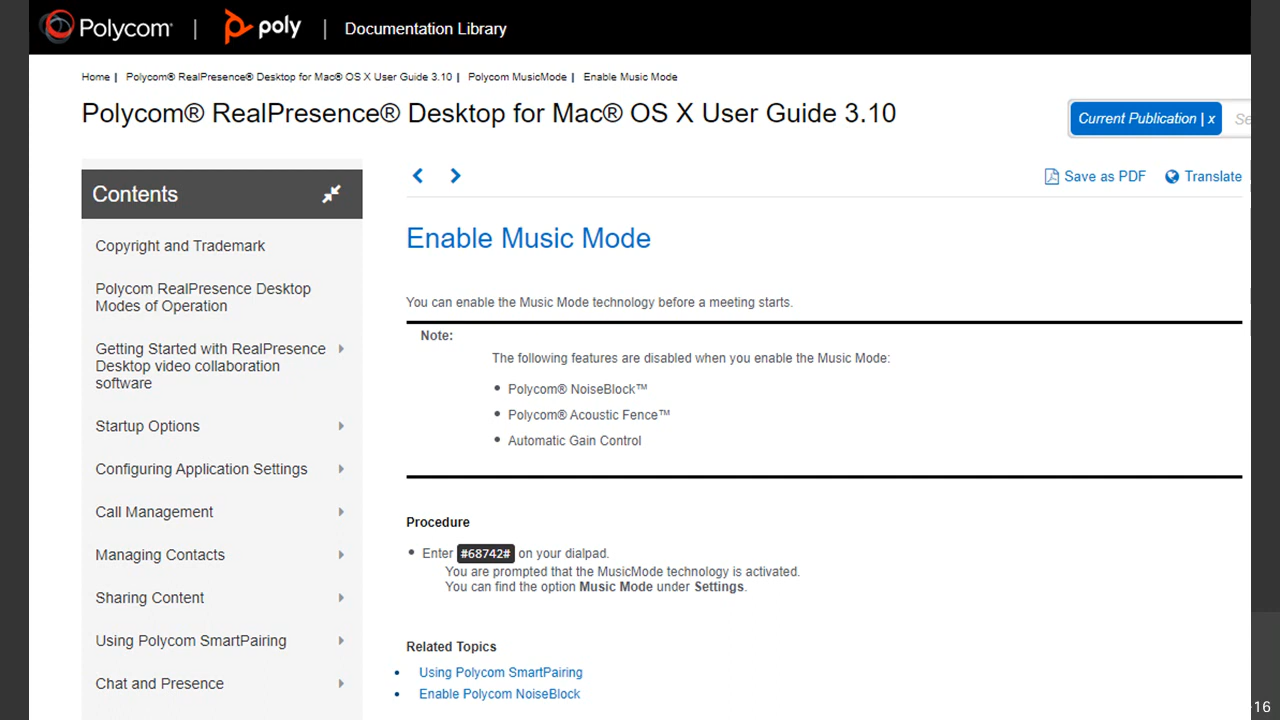 Polycom | poly | Documentation Library
Home | Polycom® RealPresence® Desktop for Mac® OS X User Guide 3.10 | Polycom MusicMode | Enable Music Mode
Polycom® RealPresence® Desktop for Mac® OS X User Guide 3.10
Current Publication | x Se
Contents
Copyright and Trademark
Polycom RealPresence Desktop
Modes of Operation
Getting Started with RealPresence
Desktop video collaboration
software
Startup Options
Configuring Application Settings
Call Management
Managing Contacts
Sharing Content
Using Polycom SmartPairing
Chat and Presence
Save as PDF Translate
Enable Music Mode
You can enable the Music Mode technology before a meeting starts.
Note:
The following features are disabled when you enable the Music Mode:
• Polycom® NoiseBlock™
• Polycom® Acoustic Fence™
• Automatic Gain Control
Procedure
• Enter #68742# on your dialpad.
You are prompted that the MusicMode technology is activated.
You can find the option Music Mode under Settings.
Related Topics
• Using Polycom SmartPairing
• Enable Polycom NoiseBlock
16